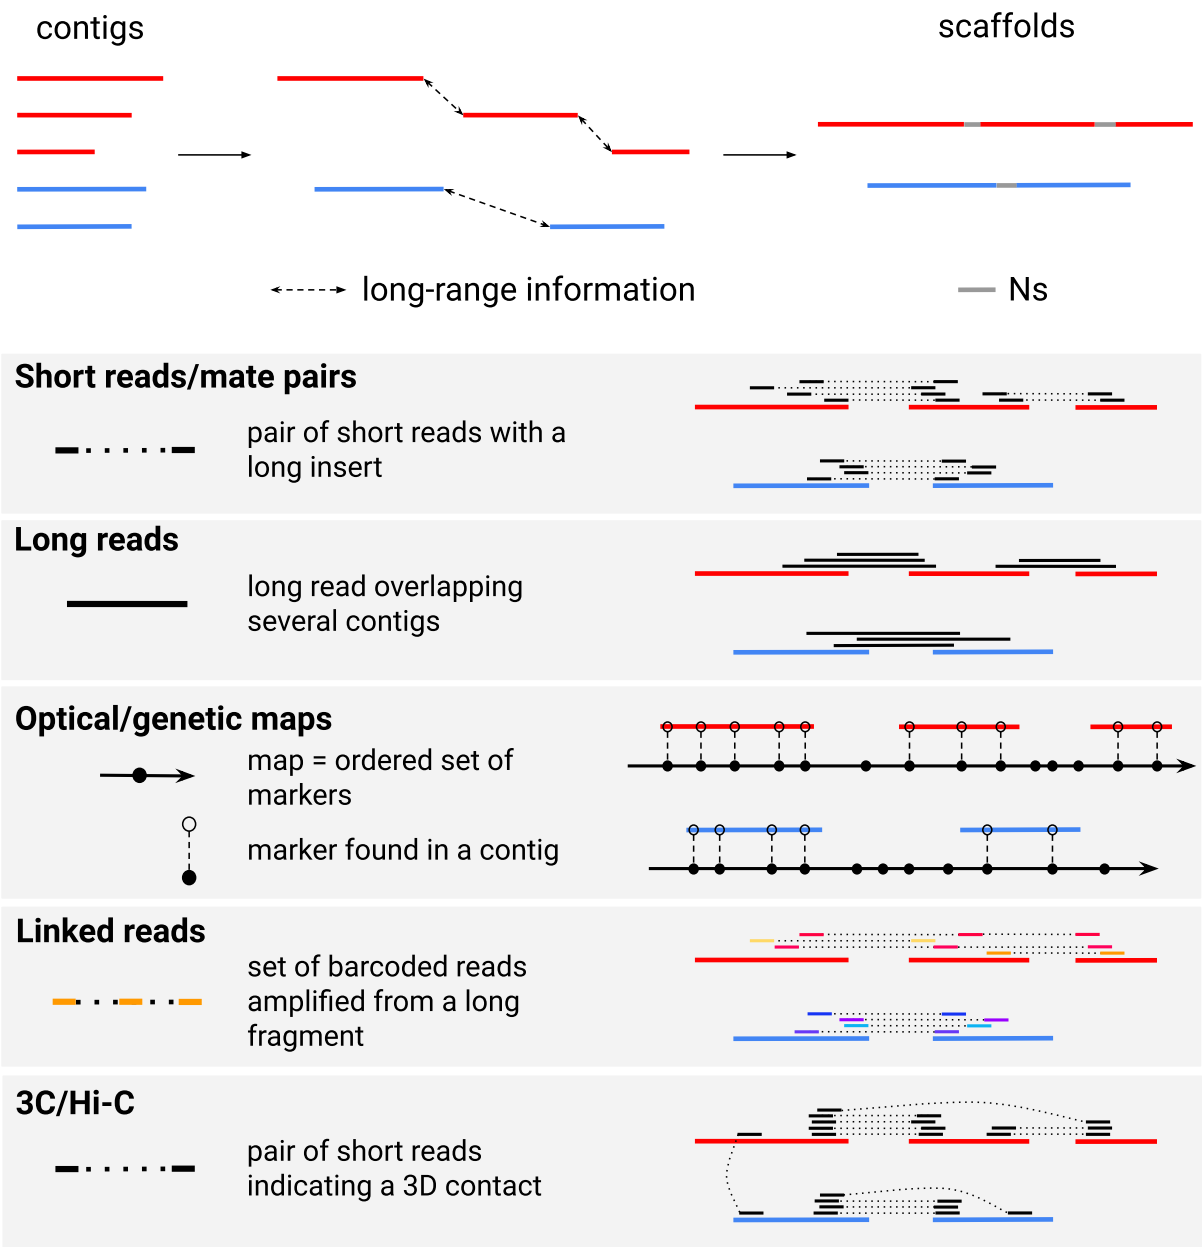 contigs
scaffolds
long-range information
Ns
Short reads/mate pairs
pair of short reads with a
long insert
Long reads
long read overlapping
several contigs
Optical/genetic maps
map = ordered set of
markers
marker found in a contig
Linked reads
set of barcoded reads
amplified from a long
fragment
3C/Hi-C
pair of short reads
indicating a 3D contact